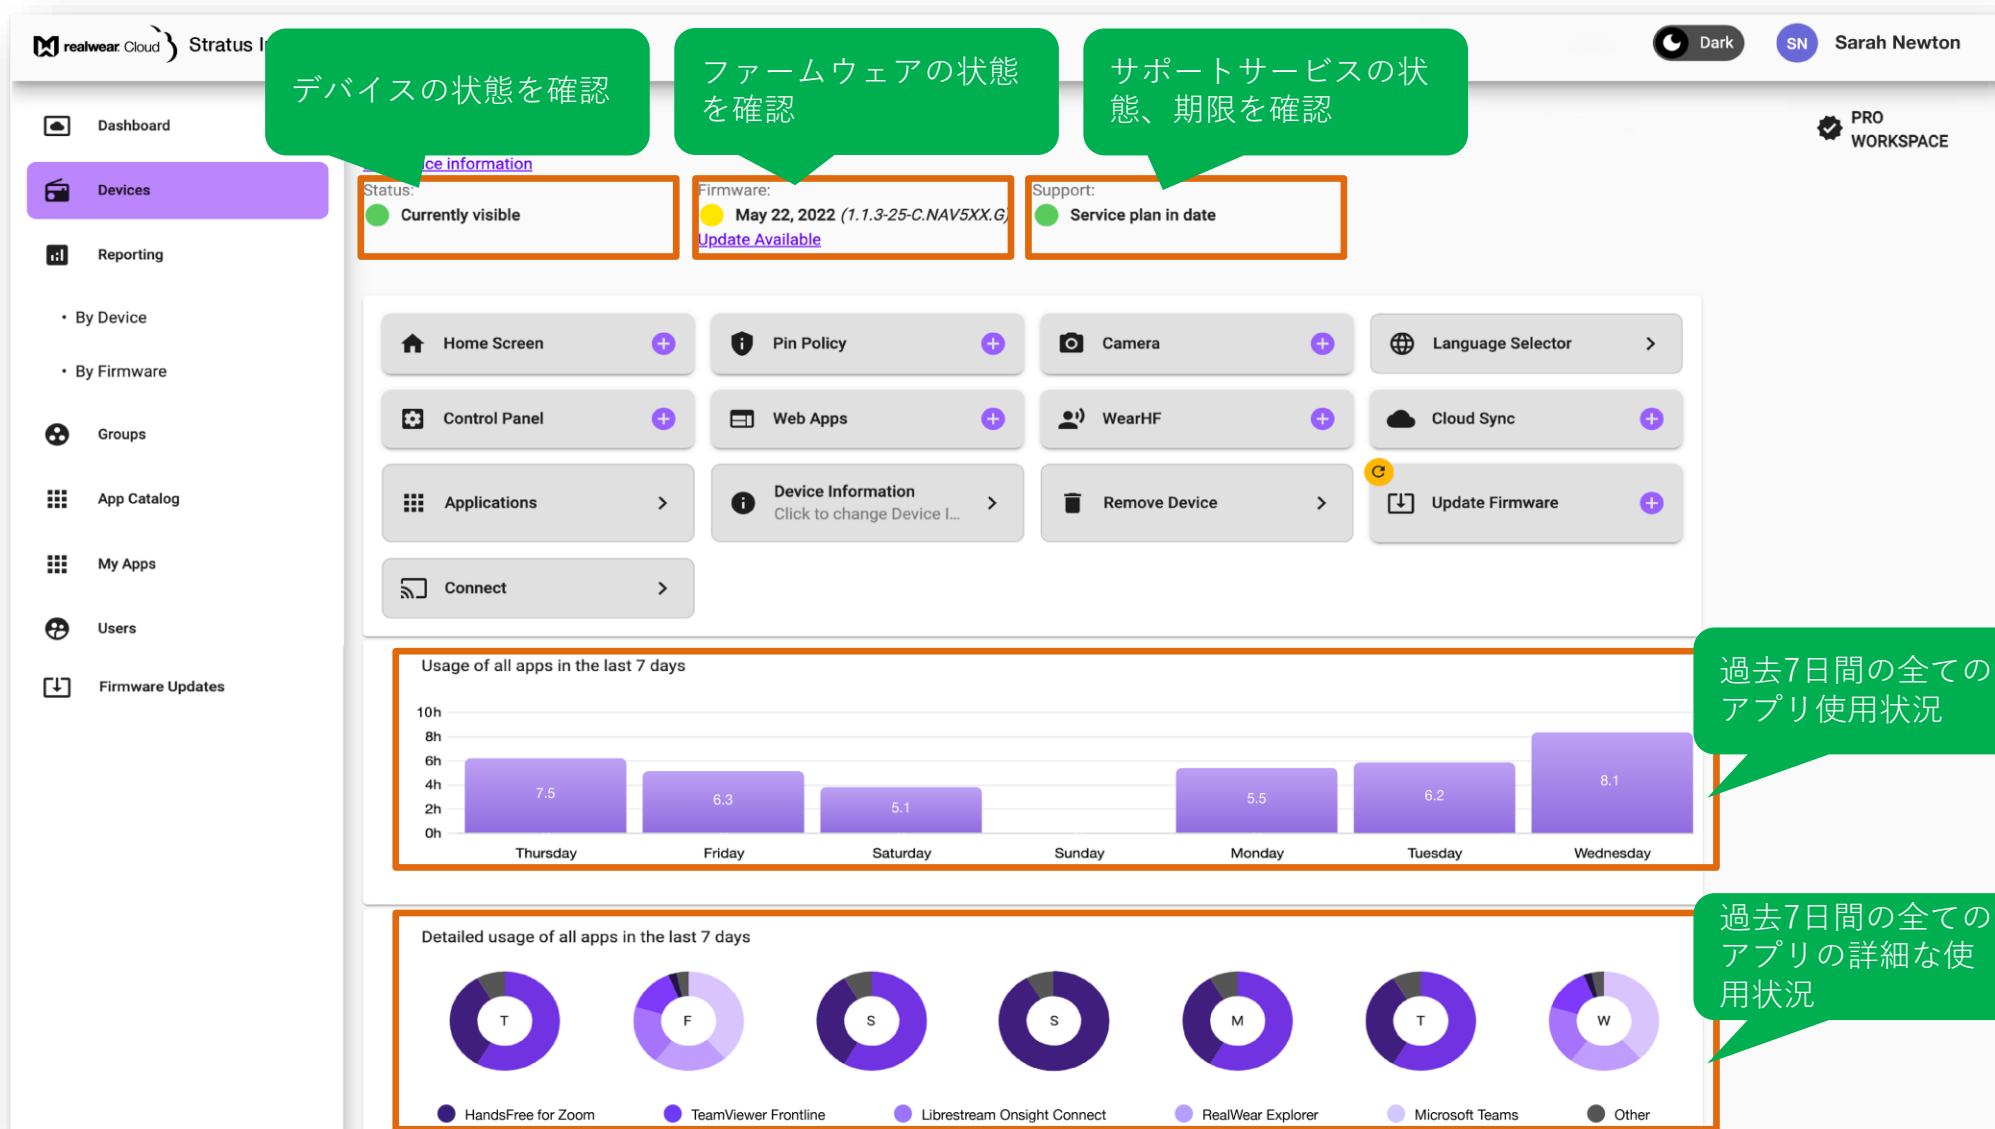 realwear Cloud
Stratus
デバイスの状態を確認
ファームウェアの状態
を確認
サポートサービスの状
態、期限を確認
Dark
SN
Sarah Newton
PRO
WORKSPACE
Dashboard
Devices
Reporting
・ By Device
・ By Firmware
Groups
App Catalog
My Apps
Users
Firmware Updates
information
Status:
Currently visible
Firmware:
May 22, 2022 (1.1.3-25-C.NAV5XX.G)
Update Available
Support:
Service plan in date
Home Screen
Pin Policy
Camera
Language Selector
Control Panel
Web Apps
WearHF
Cloud Sync
Applications
Device Information
Click to change Device I...
Remove Device
Update Firmware
Connect
Usage of all apps in the last 7 days
10h
8h
6h
4h
2h
0h
7.5
6.3
5.1
5.5
6.2
8.1
Thursday
Friday
Saturday
Sunday
Monday
Tuesday
Wednesday
過去7日間の全ての
アプリ使用状況
Detailed usage of all apps in the last 7 days
T
F
S
S
M
T
W
HandsFree for Zoom
TeamViewer Frontline
Librestream Onsight Connect
RealWear Explorer
Microsoft Teams
Other
過去7日間の全ての
アプリの詳細な使
用状況